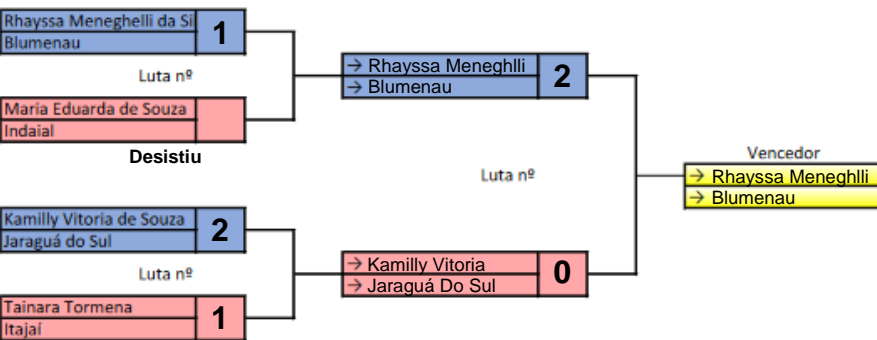 Rhayssa Meneghelli da Sil
1
Blumenau
Luta nº
Maria Eduarda de Souza
Indaial
Desistiu
→ Rhayssa Meneghlli
2
→ Blumenau
Luta nº
Vencedor
→ Rhayssa Meneghlli
→ Blumenau
Kamilly Vitoria de Souza
2
Jaraguá do Sul
Luta nº
Tainara Tormena
1
Itajaí
→ Kamilly Vitoria
0
→ Jaraguá Do Sul